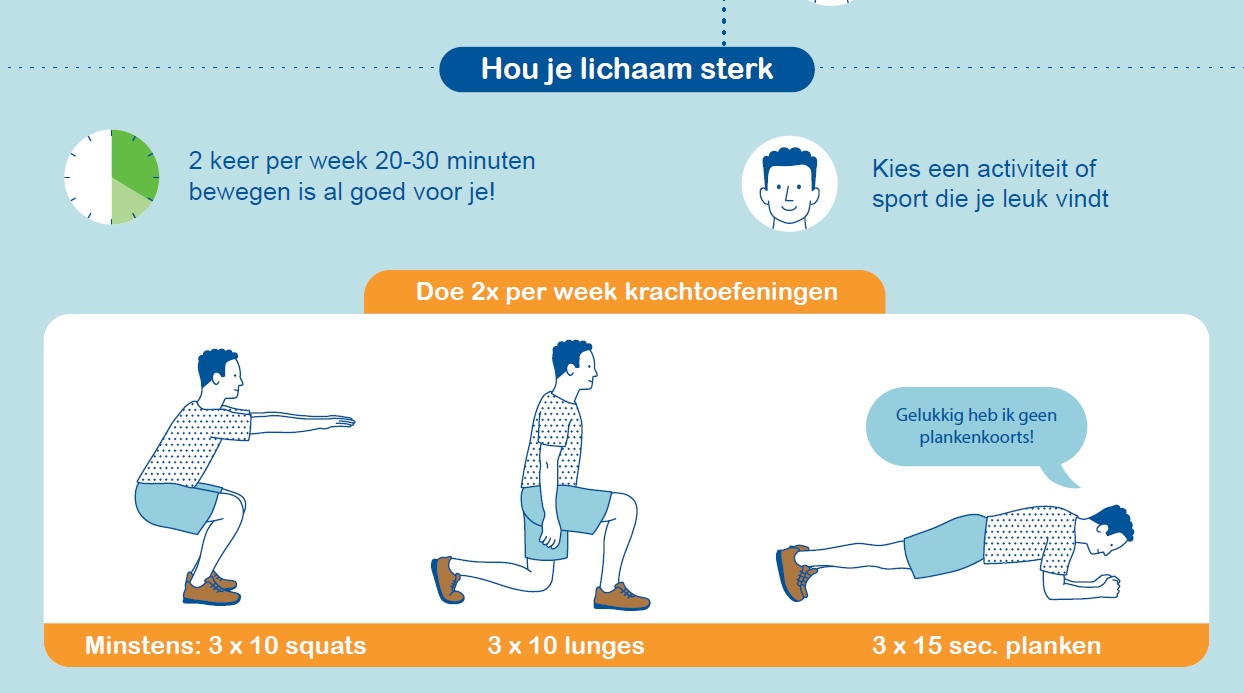 Hou je lichaam sterk
2 keer per week 20-30 minuten
bewegen is al goed voor je!
Kies een activiteit of
sport die je leuk vindt
Doe 2x per week krachtoefeningen
Gelukkig heb ik geen
plankenkoorts!
Minstens: 3 x 10 squats
3 x 10 lunges
3 x 15 sec. planken